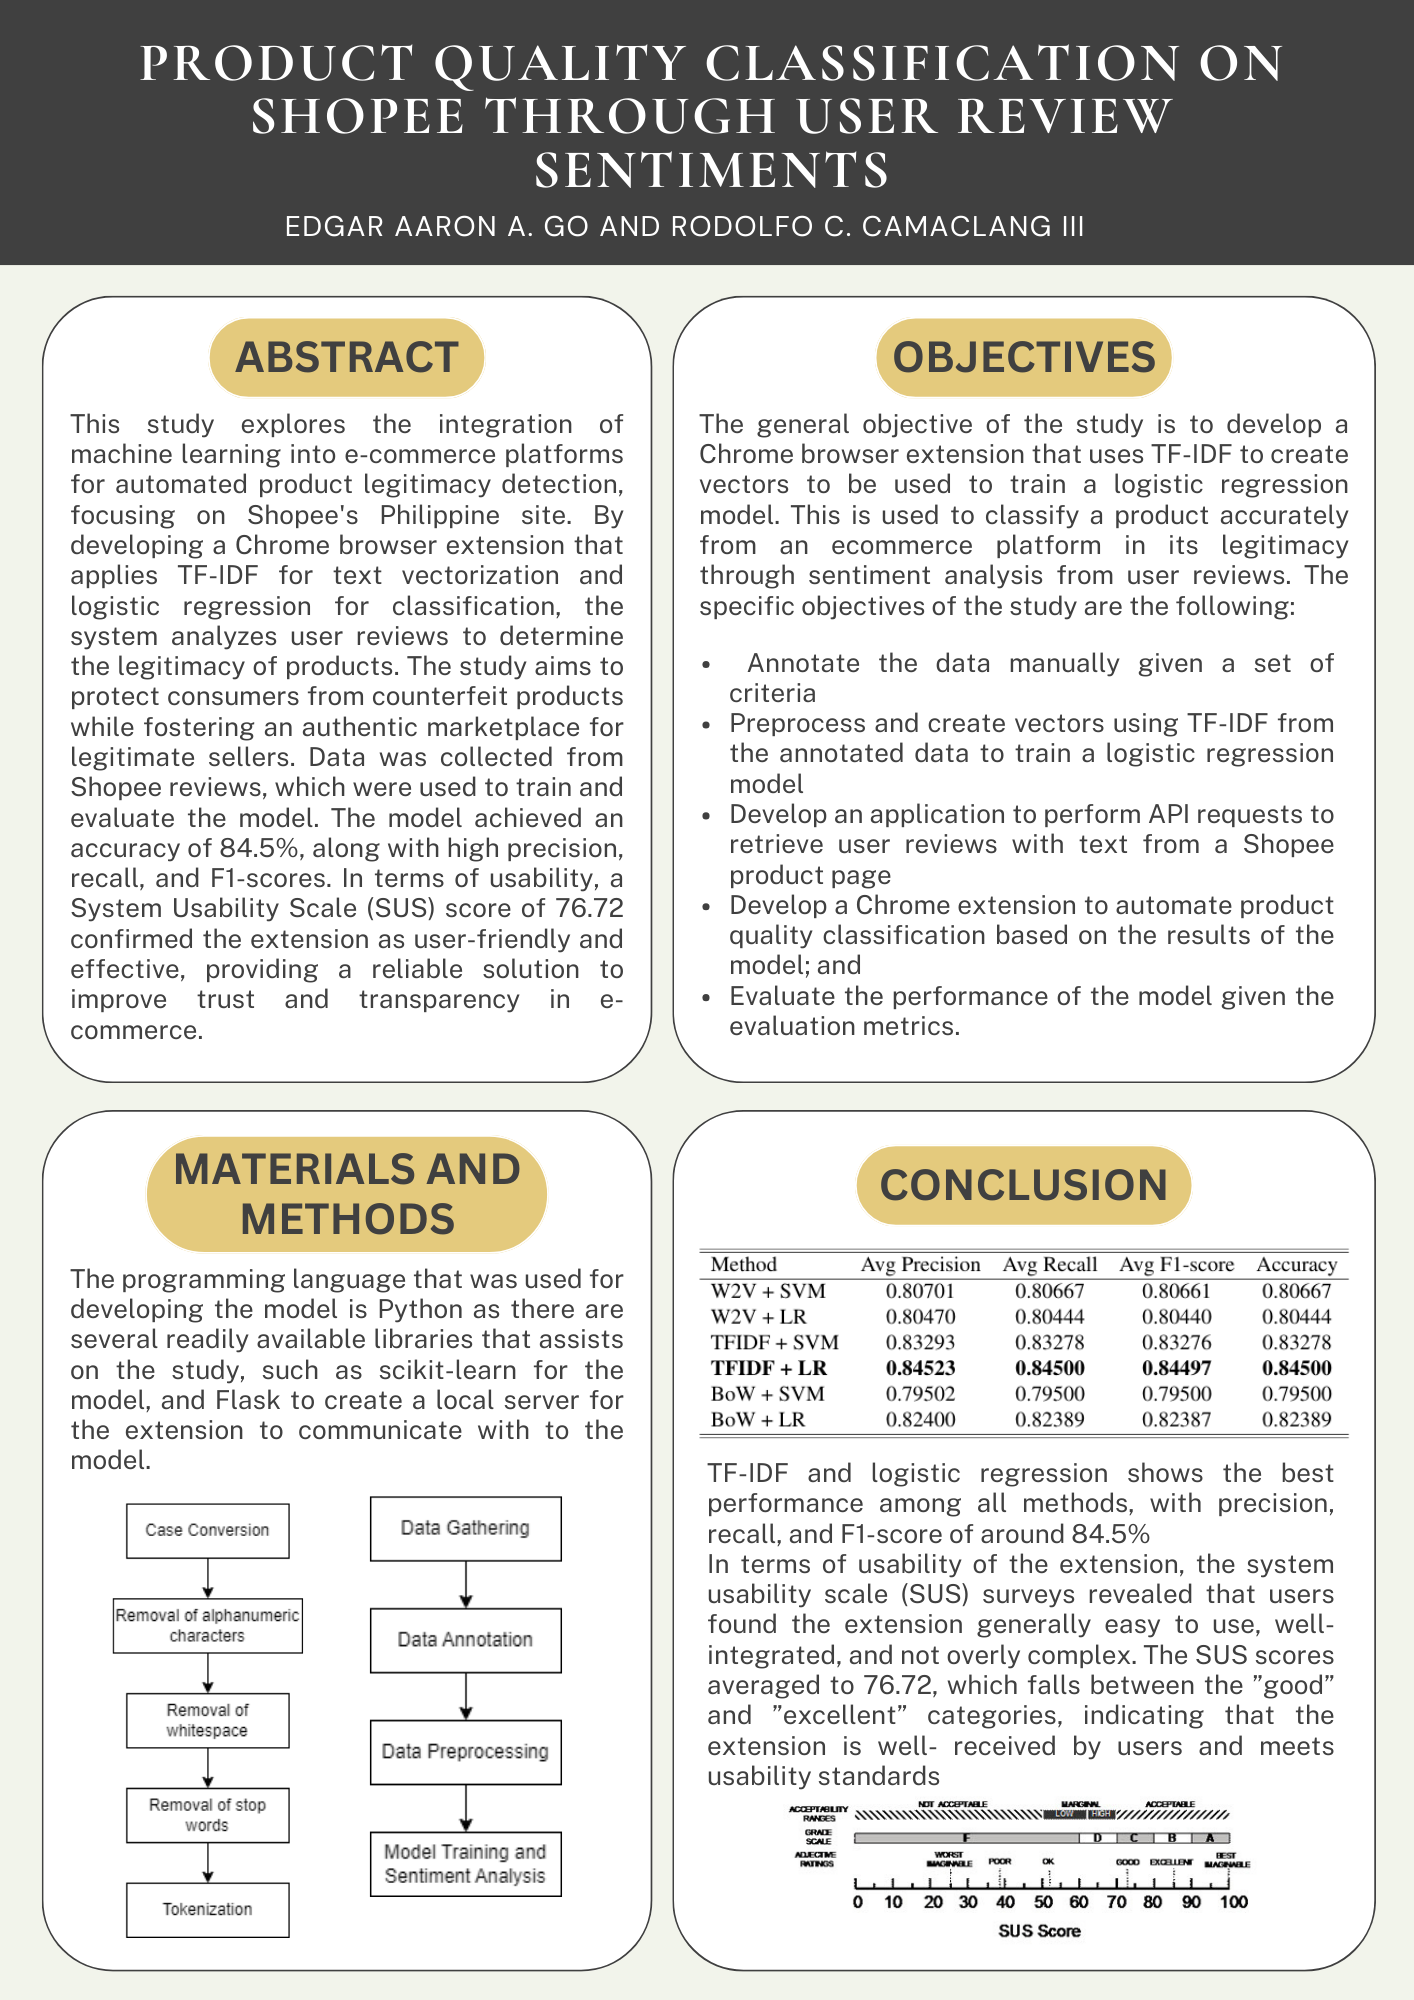 PRODUCT QUALITY CLASSIFICATION ON
SHOPEE THROUGH USER REVIEW
SENTIMENTS
EDGAR AARON A. GO AND RODOLFO C. CAMACLANG III
ABSTRACT
This study explores the integration of
machine learning into e-commerce platforms
for automated product legitimacy detection,
focusing on Shopee's Philippine site. By
developing a Chrome browser extension that
applies TF-IDF for text vectorization and
logistic regression for classification, the
system analyzes user reviews to determine
the legitimacy of products. The study aims to
protect consumers from counterfeit products
while fostering an authentic marketplace for
legitimate sellers. Data was collected from
Shopee reviews, which were used to train and
evaluate the model. The model achieved an
accuracy of 84.5%, along with high precision,
recall, and F1-scores. In terms of usability, a
System Usability Scale (SUS) score of 76.72
confirmed the extension as user-friendly and
effective, providing a reliable solution to
improve trust and transparency in e-
commerce.
OBJECTIVES
The general objective of the study is to develop a
Chrome browser extension that uses TF-IDF to create
vectors to be used to train a logistic regression
model. This is used to classify a product accurately
from an ecommerce platform in its legitimacy
through sentiment analysis from user reviews. The
specific objectives of the study are the following:
• Annotate the data manually given a set of
criteria
• Preprocess and create vectors using TF-IDF from
the annotated data to train a logistic regression
model
• Develop an application to perform API requests to
retrieve user reviews with text from a Shopee
product page
• Develop a Chrome extension to automate product
quality classification based on the results of the
model; and
• Evaluate the performance of the model given the
evaluation metrics.
MATERIALS AND
METHODS
The programming language that was used for
developing the model is Python as there are
several readily available libraries that assists
on the study, such as scikit-learn for the
model, and Flask to create a local server for
the extension to communicate with to the
model.
Case Conversion
Removal of alphanumeric
characters
Removal of
whitespace
Removal of stop
words
Tokenization
Data Gathering
Data Annotation
Data Preprocessing
Model Training and
Sentiment Analysis
CONCLUSION
Method Avg Precision Avg Recall Avg F1-score Accuracy
W2V + SVM 0.80701 0.80667 0.80661 0.80667
W2V + LR 0.80470 0.80444 0.80440 0.80444
TFIDF + SVM 0.83293 0.83278 0.83276 0.83278
TFIDF + LR 0.84523 0.84500 0.84497 0.84500
BoW + SVM 0.79502 0.79500 0.79500 0.79500
BoW + LR 0.82400 0.82389 0.82387 0.82389
TF-IDF and logistic regression shows the best
performance among all methods, with precision,
recall, and F1-score of around 84.5%
In terms of usability of the extension, the system
usability scale (SUS) surveys revealed that users
found the extension generally easy to use, well-
integrated, and not overly complex. The SUS scores
averaged to 76.72, which falls between the ”good”
and ”excellent” categories, indicating that the
extension is well- received by users and meets
usability standards
NOT ACCEPTABLE MARGINAL ACCEPTABLE
ACCEPTABILITY
RANGES
LOW HIGH
GRADE
SCALE
F D C B A
ADJECTIVE
RATINGS
WORST
IMAGINABLE
POOR OK GOOD EXCELLENT
BEST
IMAGINABLE
0 10 20 30 40 50 60 70 80 90 100
SUS Score